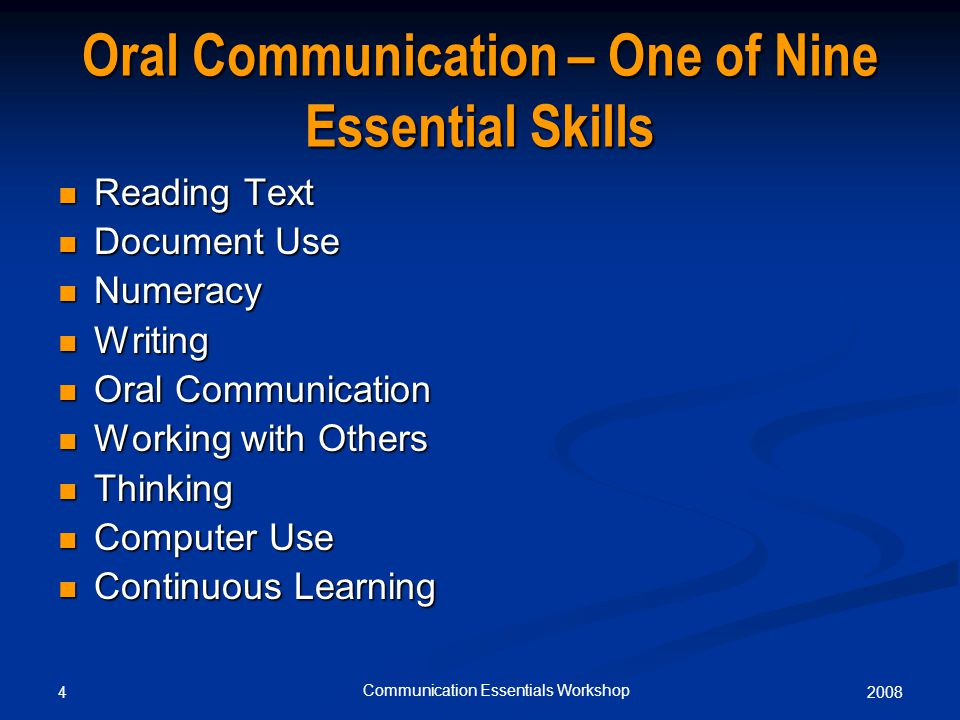 Oral Communication – One of Nine
Essential Skills
Reading Text
Document Use
Numeracy
Writing
Oral Communication
Working with Others
Thinking
Computer Use
Continuous Learning
4
Communication Essentials Workshop
2008